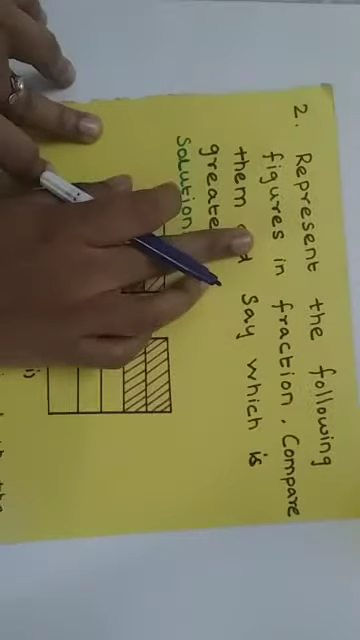 2. Represent the following
figures in fraction. Compare
them say which is
greate
Solution
i)